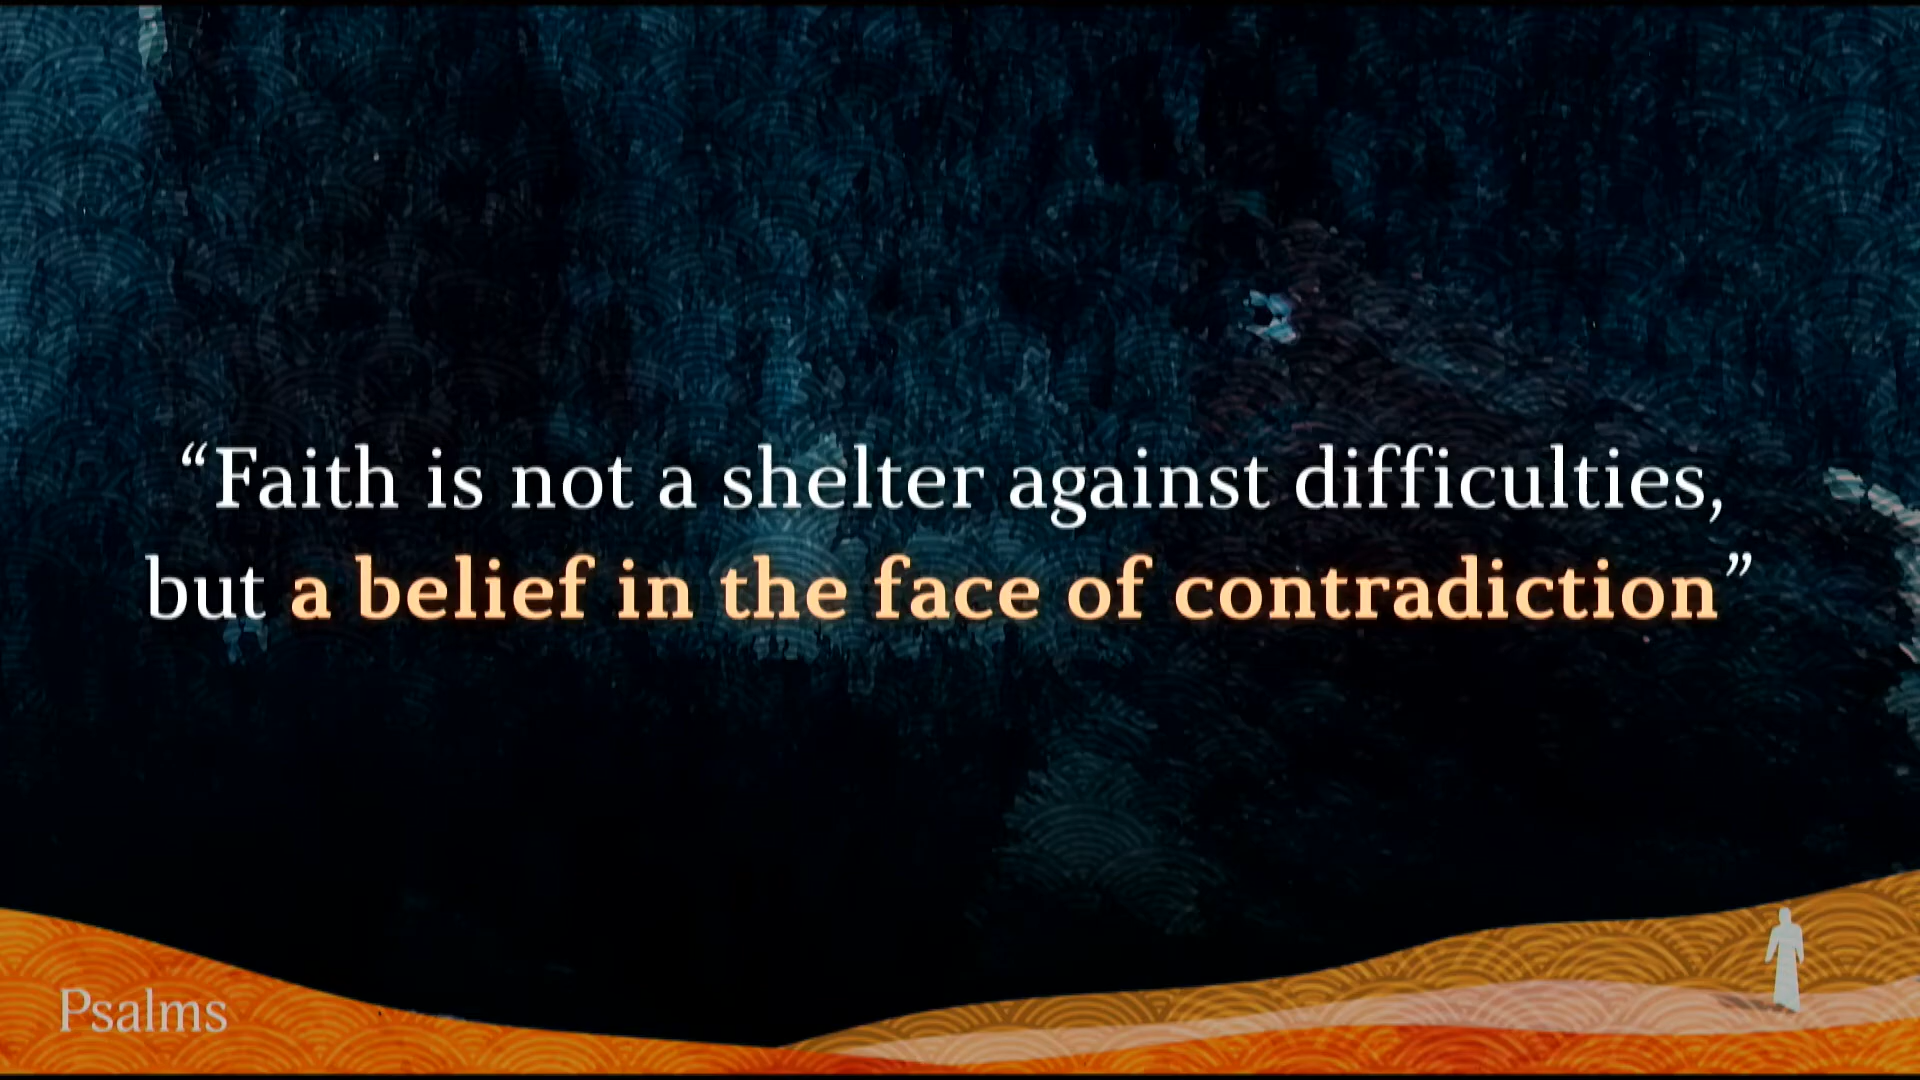 “Faith is not a shelter against difficulties,
but a belief in the face of contradiction”
Psalms